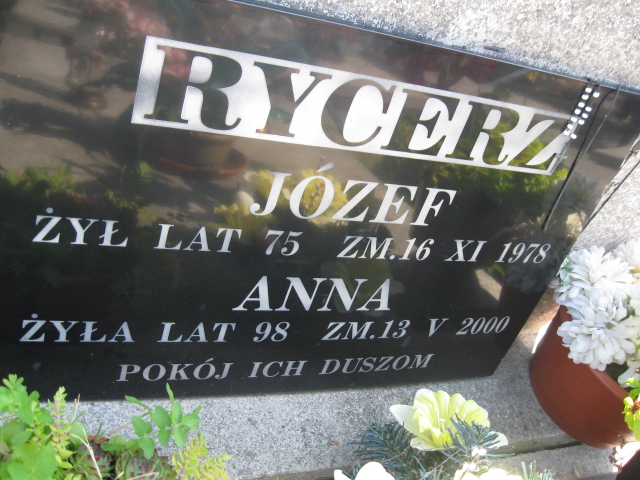 RYCERZ
JÓZEF
ŻYŁ LAT 75 ZM.16 XI 1978
ANNA
ŻYŁA LAT 98 ZM.13 V 2000
POKÓJ ICH DUSZOM